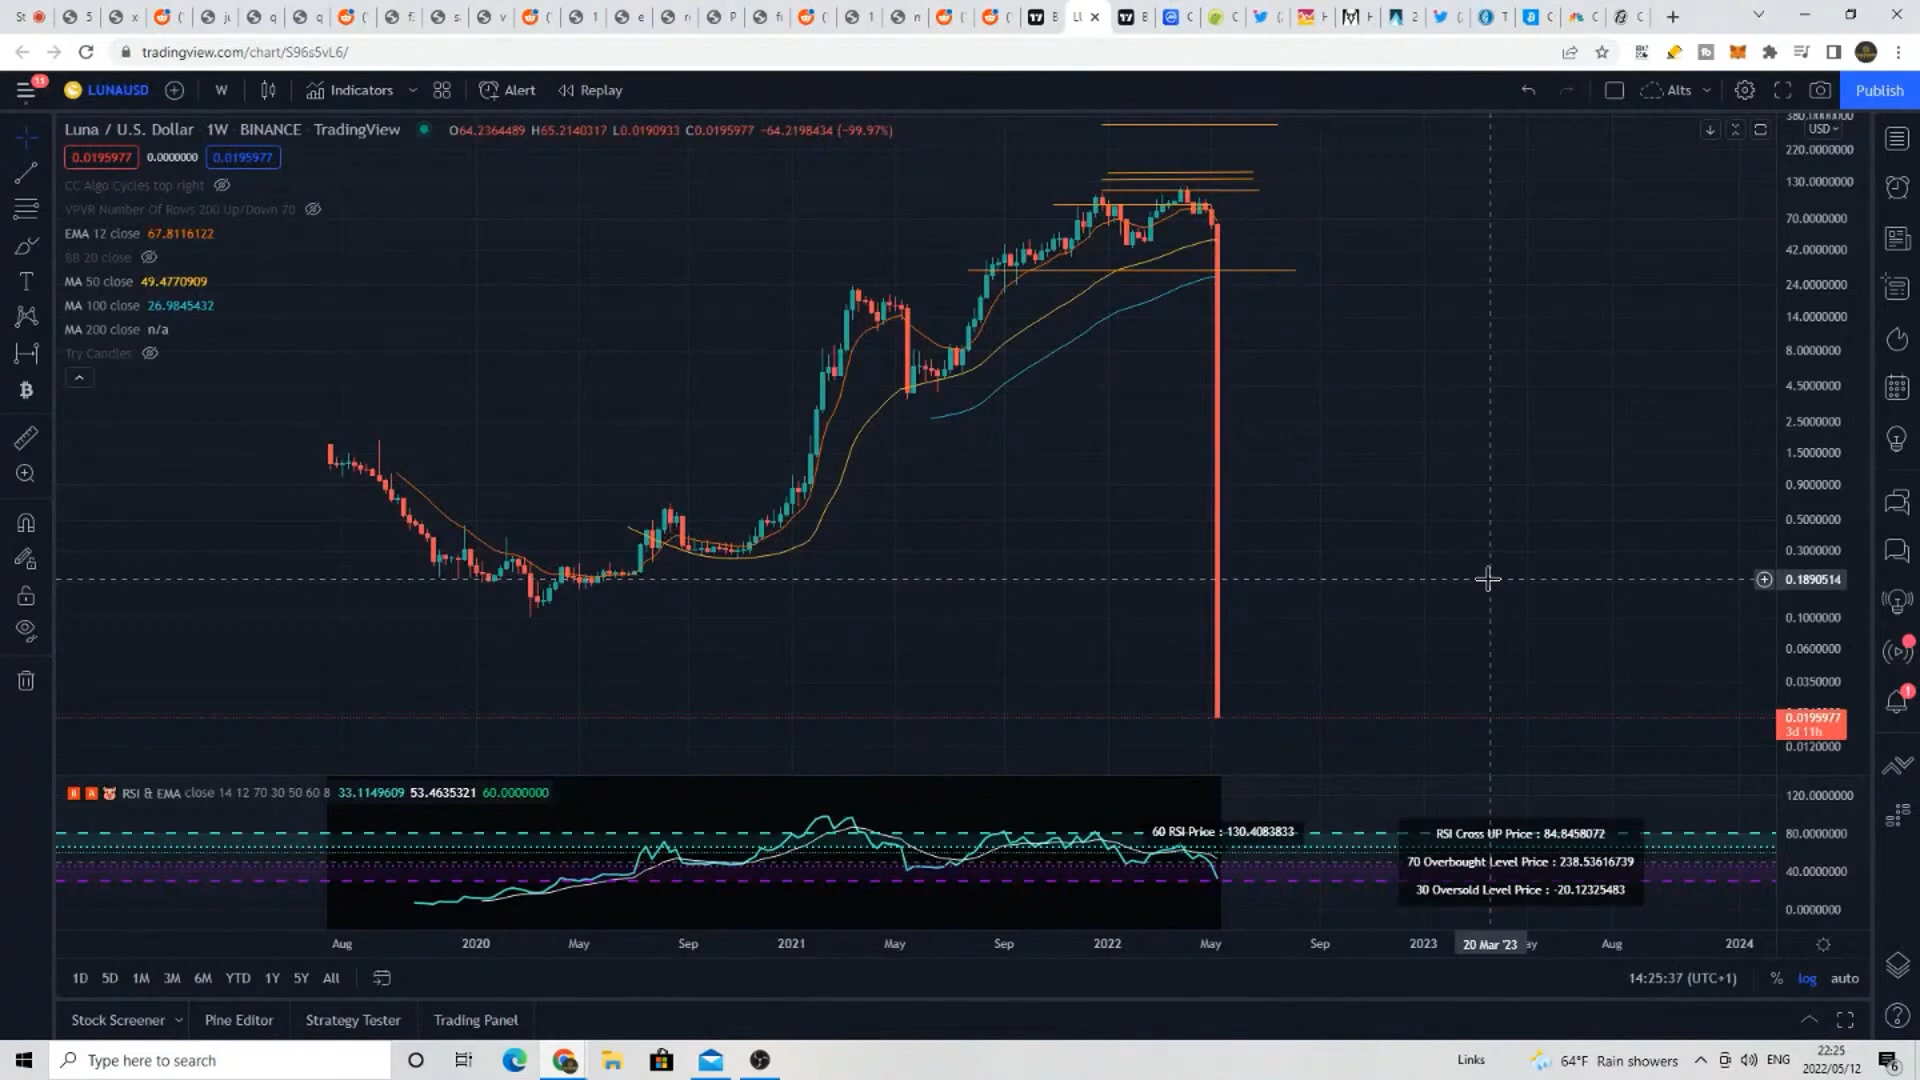 tradingview.com/chart/S96s5vL6/
11
LUNAUSD
W
Indicators
Alert
Replay
Alts
Publish
Luna / U.S. Dollar · 1W · BINANCE · TradingView
O64.2364489 H65.2140317 L0.0190933 C0.0195977 −64.2198434 (−99.97%)
0.0195977 0.0000000 0.0195977
CC Algo Cycles top right
VPVR Number Of Rows 200 Up/Down 70
EMA 12 close 67.8116122
BB 20 close
MA 50 close 49.4770909
MA 100 close 26.9845432
MA 200 close n/a
Try Candles
380.0000000
USD
220.0000000
130.0000000
70.0000000
42.0000000
24.0000000
14.0000000
8.0000000
4.5000000
2.5000000
1.5000000
0.9000000
0.5000000
0.3000000
0.1890514
0.1000000
0.0600000
0.0350000
0.0195977
3d 11h
0.0120000
RSI & EMA close 14 12 70 30 50 60 8 33.1149609 53.4635321 60.0000000
120.0000000
80.0000000
40.0000000
0.0000000
60 RSI Price : 130.4083833
RSI Cross UP Price : 84.8458072
70 Overbought Level Price : 238.53616739
30 Oversold Level Price : -20.12325483
Aug 2020 May Sep 2021 May Sep 2022 May Sep 2023 20 Mar '23 Aug 2024
1D 5D 1M 3M 6M YTD 1Y 5Y All
14:25:37 (UTC+1) % log auto
Stock Screener Pine Editor Strategy Tester Trading Panel
Type here to search
Links
64°F Rain showers
ENG
22:25
2022/05/12
6